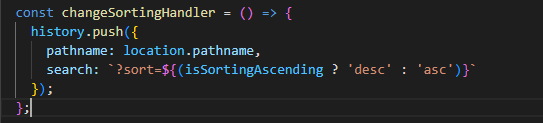 const changeSortingHandler = () => {
  history.push({
    pathname: location.pathname,
    search: `?sort=${(isSortingAscending ? 'desc' : 'asc')}`
  });
};